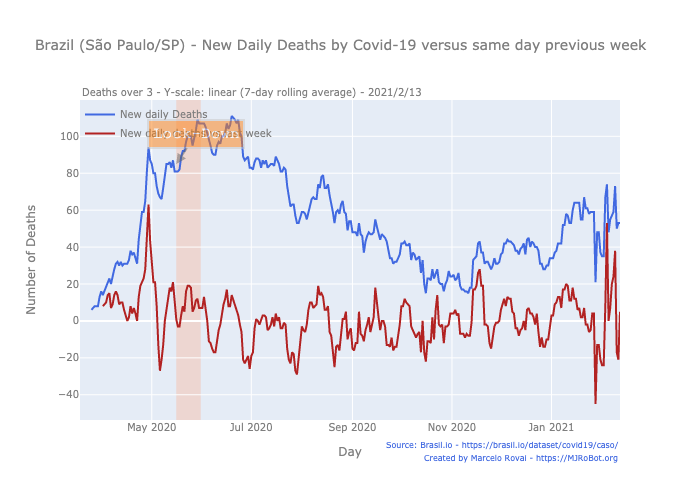 Brazil (São Paulo/SP) - New Daily Deaths by Covid-19 versus same day previous week
Deaths over 3 - Y-scale: linear (7-day rolling average) - 2021/2/13
New daily Deaths
New daily week
100
80
60
40
20
0
−20
−40
Number of Deaths
May 2020
Jul 2020
Sep 2020
Nov 2020
Jan 2021
Day
Source: Brasil.io - https://brasil.io/dataset/covid19/caso/
Created by Marcelo Rovai - https://MJRoBot.org